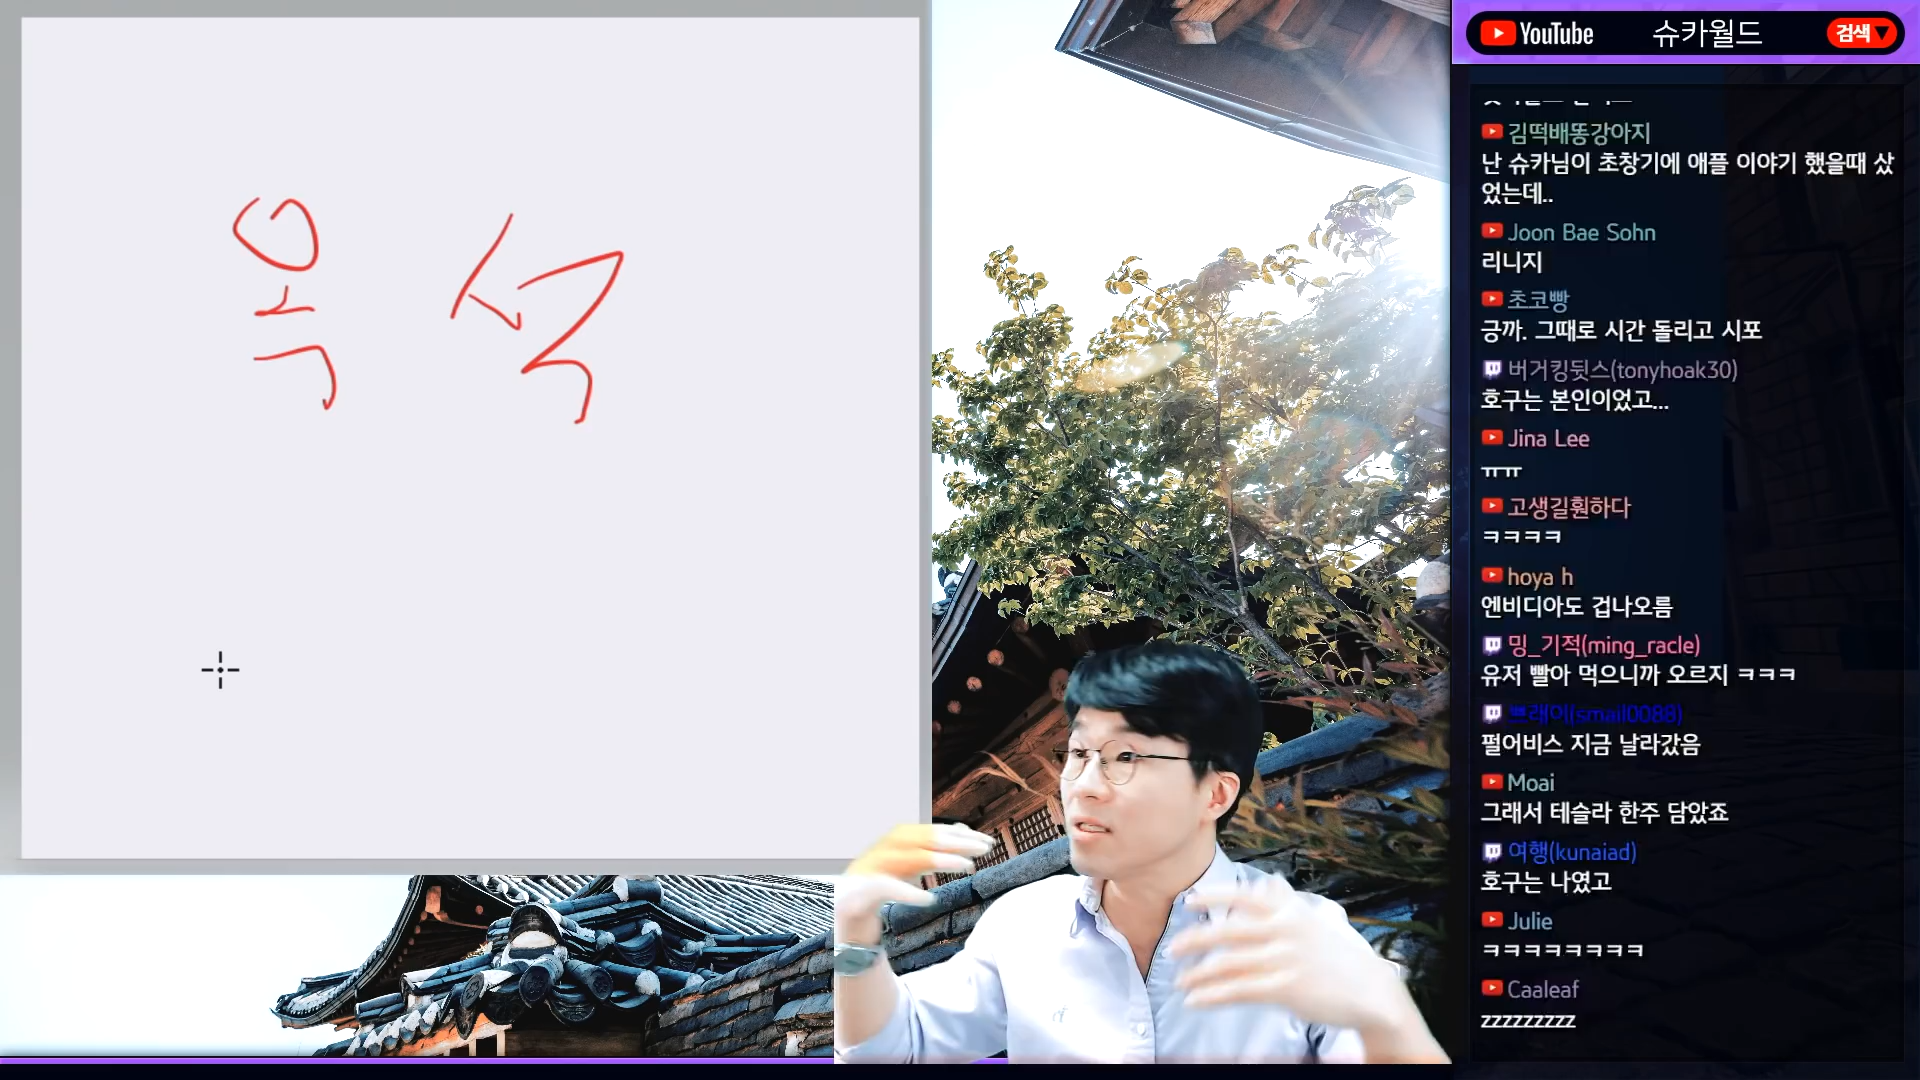 옥석
YouTube 슈카월드 검색▼
김떡배똥강아지
난 슈카님이 초창기에 애플 이야기 했을때 샀
었는데..
Joon Bae Sohn
리니지
초코빵
긍까. 그때로 시간 돌리고 시포
버거킹뒷스(tonyhoak30)
호구는 본인이었고...
Jina Lee
ㅠㅠ
고생길훤하다
ㅋㅋㅋㅋ
hoya h
엔비디아도 겁나오름
밍_기적(ming_racle)
유저 빨아 먹으니까 오르지 ㅋㅋㅋ
쁘래이(smail0088)
펄어비스 지금 날라갔음
Moai
그래서 테슬라 한주 담았죠
여행(kunaiad)
호구는 나였고
Julie
ㅋㅋㅋㅋㅋㅋㅋㅋ
Caaleaf
zzzzzzzzz